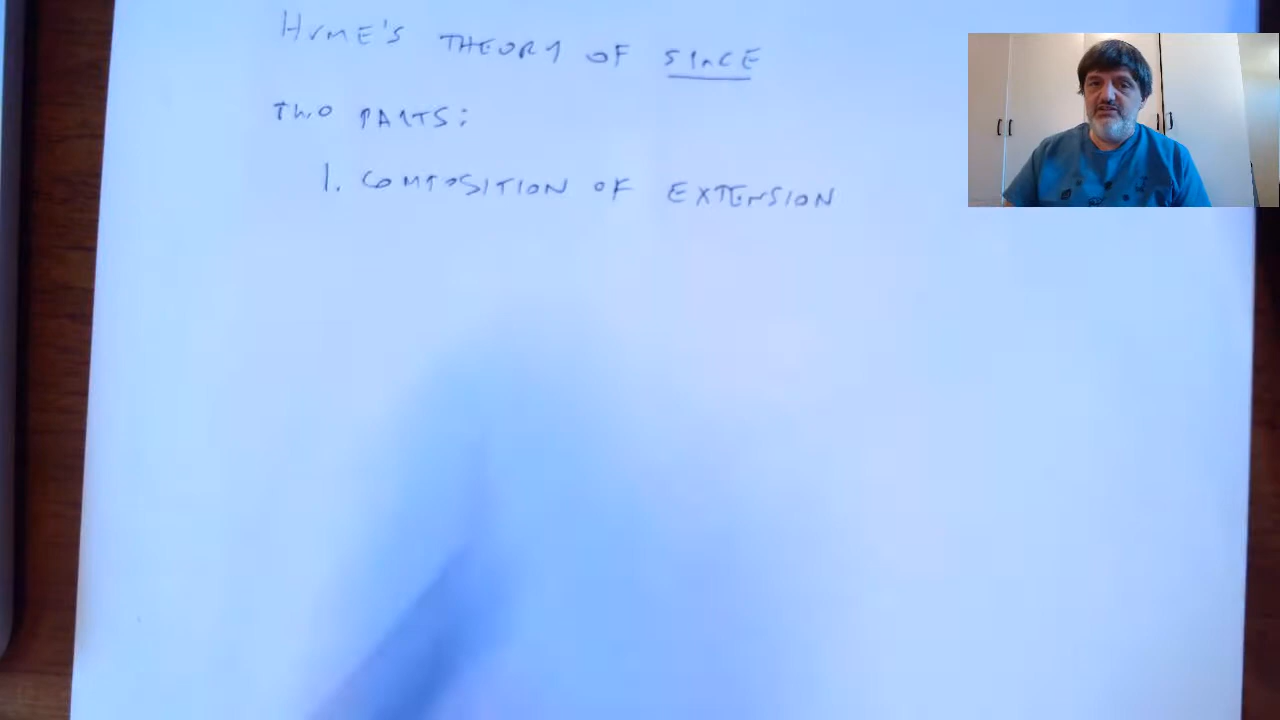 HUME'S THEORY OF SPACE
TWO PARTS:
1. COMPOSITION OF EXTENSION